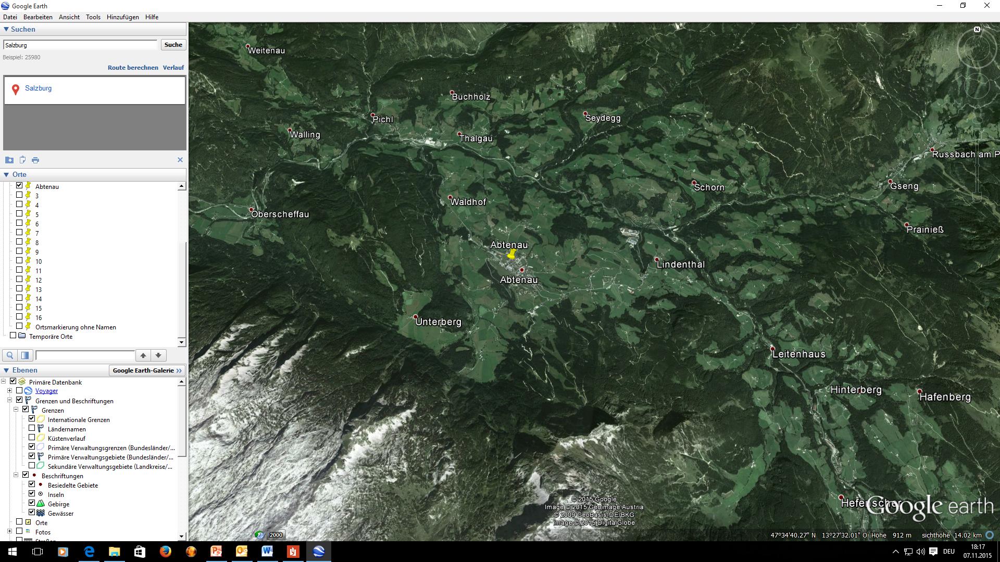 Google Earth
Datei Bearbeiten Ansicht Tools Hinzufügen Hilfe
Suchen
Salzburg
Suche
Beispiel: 25980
Route berechnen Verlauf
Salzburg
Orte
Abtenau
3
4
5
6
7
8
9
10
11
12
13
14
15
16
Ortsmarkierung ohne Namen
Temporäre Orte
Ebenen
Google Earth-Galerie »
Primäre Datenbank
Voyager
Grenzen und Beschriftungen
Grenzen
Internationale Grenzen
Ländernamen
Küstenverlauf
Primäre Verwaltungsgrenzen (Bundesländer/...
Primäre Verwaltungsgebiete (Bundesländer/...
Sekundäre Verwaltungsgebiete (Landkreise/...
Beschriftungen
Besiedelte Gebiete
Inseln
Gebirge
Gewässer
Orte
Fotos
N
Weitenau
Buchholz
Pichl
Seydegg
Walling
Thalgau
Russbach am P
Gseng
Schorn
Waldhof
Oberscheffau
Prainieß
Abtenau
Lindenthal
Abtenau
Unterberg
Leitenhaus
Hinterberg
Hafenberg
Google earth
© 2015 Google
Image © 2015 Geoimage Austria
© 2009 GeoBasis-DE/BKG
Image © 2015 DigitalGlobe
2000
47°34'40.27" N 13°27'32.01" O Höhe 912 m sichthöhe 14.02 km
DEU
18:17
07.11.2015